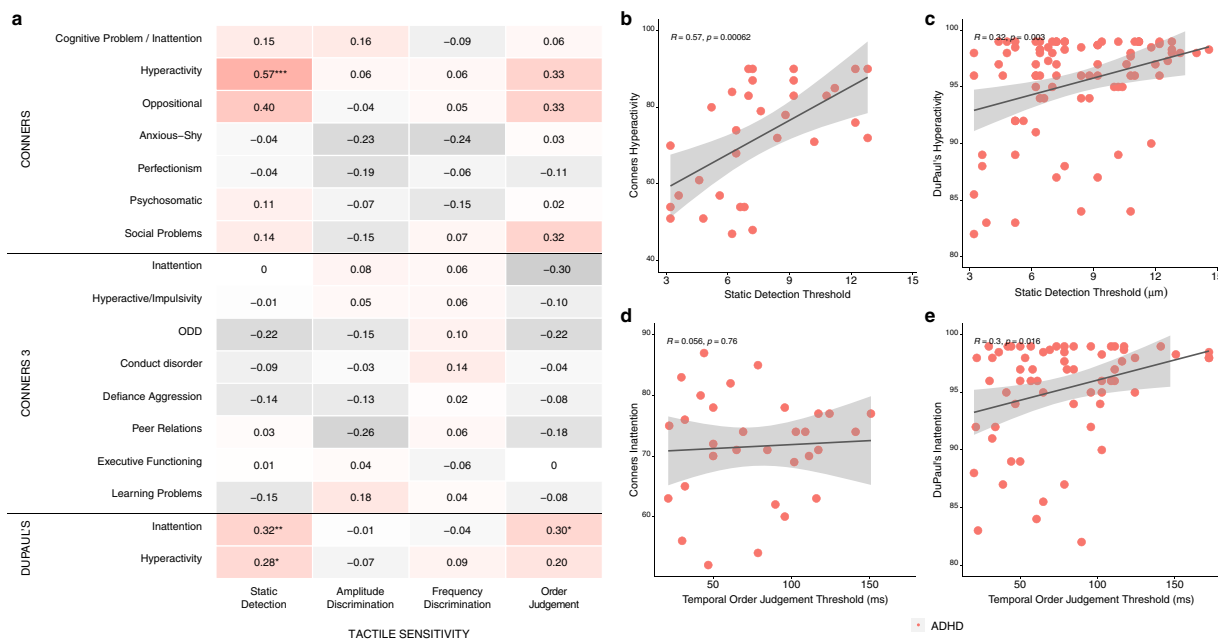 a
CONNERS
Cognitive Problem / Inattention 0.15 0.16 −0.09 0.06
Hyperactivity 0.57*** 0.06 0.06 0.33
Oppositional 0.40 −0.04 0.05 0.33
Anxious−Shy −0.04 −0.23 −0.24 0.03
Perfectionism −0.04 −0.19 −0.06 −0.11
Psychosomatic 0.11 −0.07 −0.15 0.02
Social Problems 0.14 −0.15 0.07 0.32
CONNERS 3
Inattention 0 0.08 0.06 −0.30
Hyperactive/Impulsivity −0.01 0.05 0.06 −0.10
ODD −0.22 −0.15 0.10 −0.22
Conduct disorder −0.09 −0.03 0.14 −0.04
Defiance Aggression −0.14 −0.13 0.02 −0.08
Peer Relations 0.03 −0.26 0.06 −0.18
Executive Functioning 0.01 0.04 −0.06 0
Learning Problems −0.15 0.18 0.04 −0.08
DUPAUL'S
Inattention 0.32** −0.01 −0.04 0.30*
Hyperactivity 0.28* −0.07 0.09 0.20
Static Amplitude Frequency Order
Detection Discrimination Discrimination Judgement
TACTILE SENSITIVITY
b
R = 0.57, p = 0.00062
Conners Hyperactivity
100
80
60
40
3 6 9 12 15
Static Detection Threshold
c
R = 0.32, p = 0.003
DuPaul's Hyperactivity
100
95
90
85
80
3 6 9 12 15
Static Detection Threshold (μm)
d
R = 0.056, p = 0.76
Conners Inattention
90
80
70
60
50 100 150
Temporal Order Judgement Threshold (ms)
e
R = 0.3, p = 0.016
DuPaul's Inattention
100
95
90
85
80
50 100 150
Temporal Order Judgement Threshold (ms)
ADHD